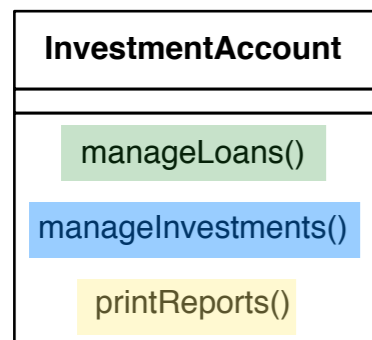 InvestmentAccount
manageLoans()
manageInvestments()
printReports()